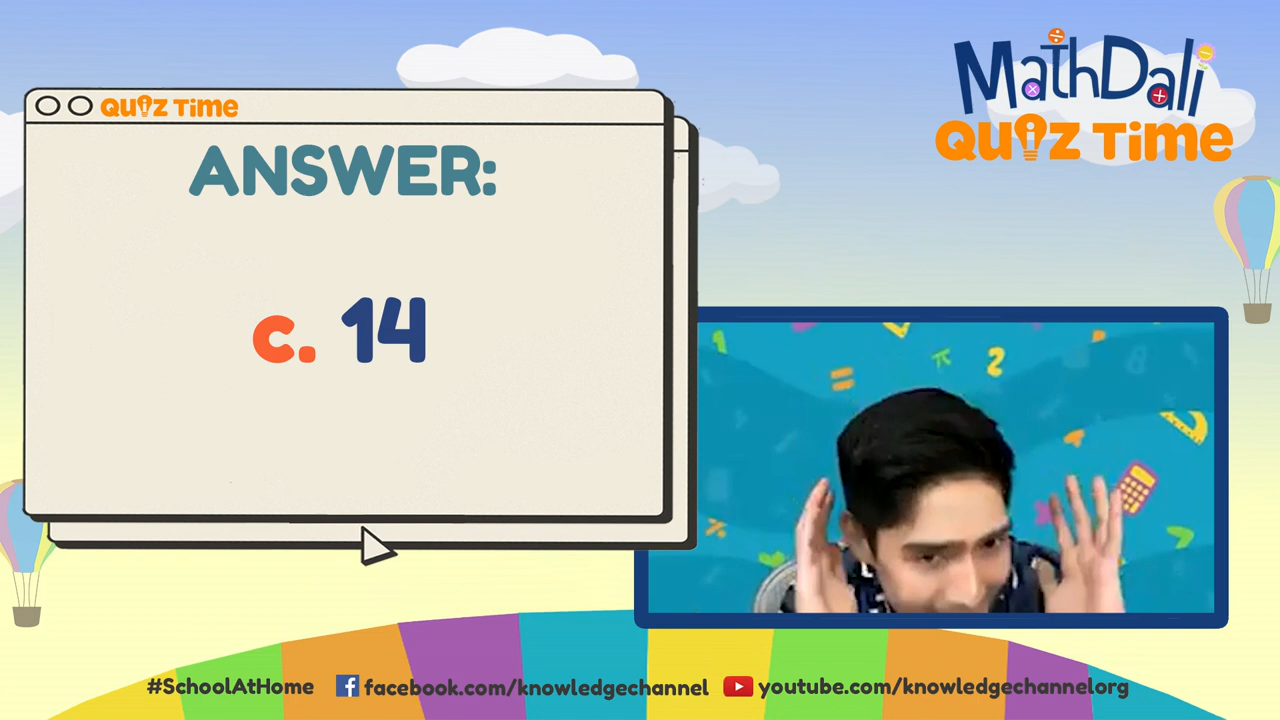 MathDali
QUIZ TIME
QUIZ TIME
ANSWER:
c. 14
#SchoolAtHome
facebook.com/knowledgechannel
youtube.com/knowledgechannelorg